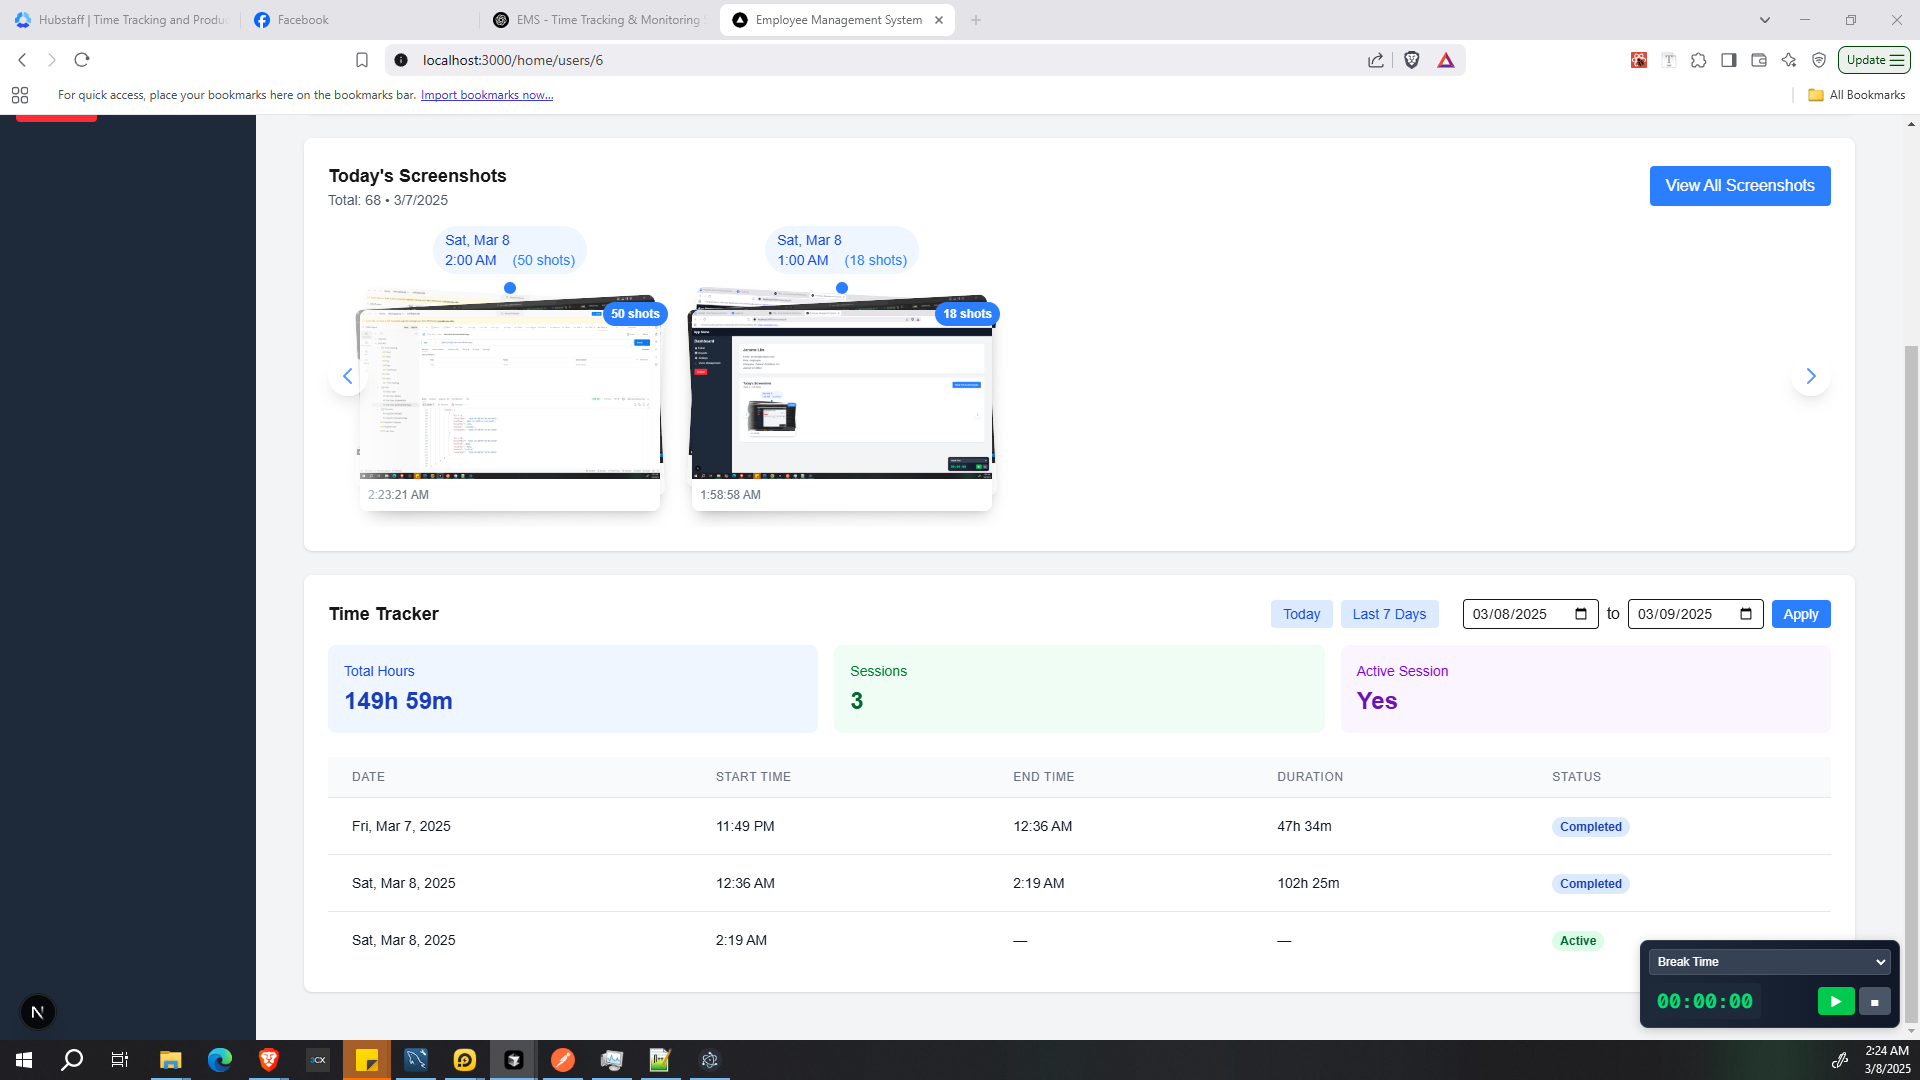 Hubstaff | Time Tracking and Produ
Facebook
EMS - Time Tracking & Monitoring
Employee Management System
localhost:3000/home/users/6
Update
For quick access, place your bookmarks here on the bookmarks bar. Import bookmarks now...
All Bookmarks
Today's Screenshots
Total: 68 • 3/7/2025
View All Screenshots
Sat, Mar 8
2:00 AM (50 shots)
50 shots
2:23:21 AM
Sat, Mar 8
1:00 AM (18 shots)
18 shots
1:58:58 AM
Time Tracker
Today
Last 7 Days
03/08/2025 to 03/09/2025
Apply
Total Hours
149h 59m
Sessions
3
Active Session
Yes
DATE START TIME END TIME DURATION STATUS
Fri, Mar 7, 2025 11:49 PM 12:36 AM 47h 34m Completed
Sat, Mar 8, 2025 12:36 AM 2:19 AM 102h 25m Completed
Sat, Mar 8, 2025 2:19 AM — — Active
Break Time
00:00:00
N
3CX
2:24 AM
3/8/2025